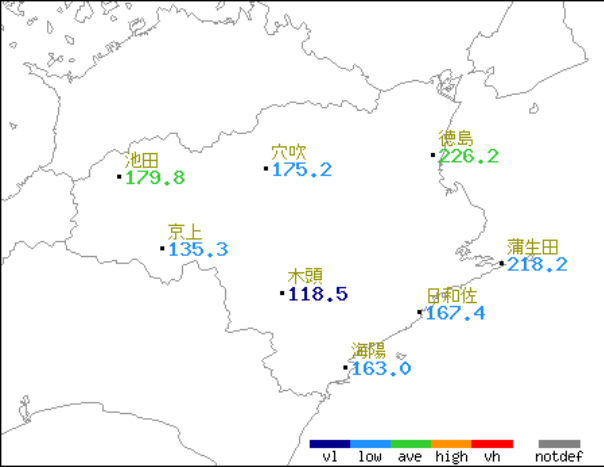 徳島
226.2
穴吹
175.2
池田
179.8
京上
135.3
蒲生田
218.2
木頭
118.5
日和佐
167.4
海陽
163.0
vl low ave high vh notdef